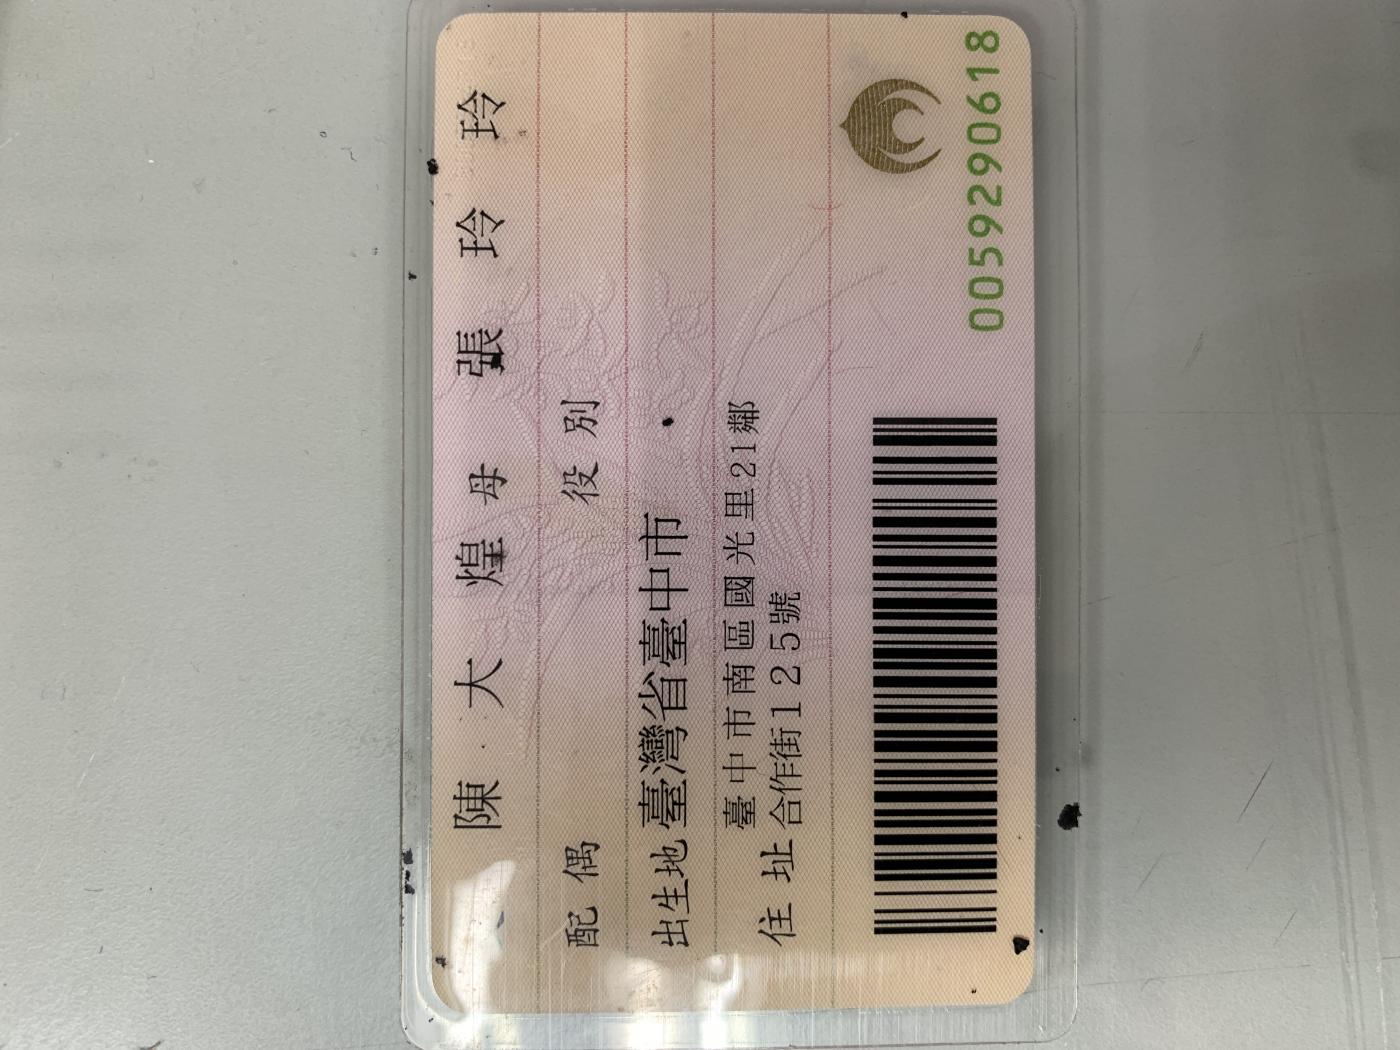 陳大煌 母 張玲玲
配偶 役別
出生地 臺灣省臺中市
臺中市南區國光里21鄰
住址 合作街125號
0059290618